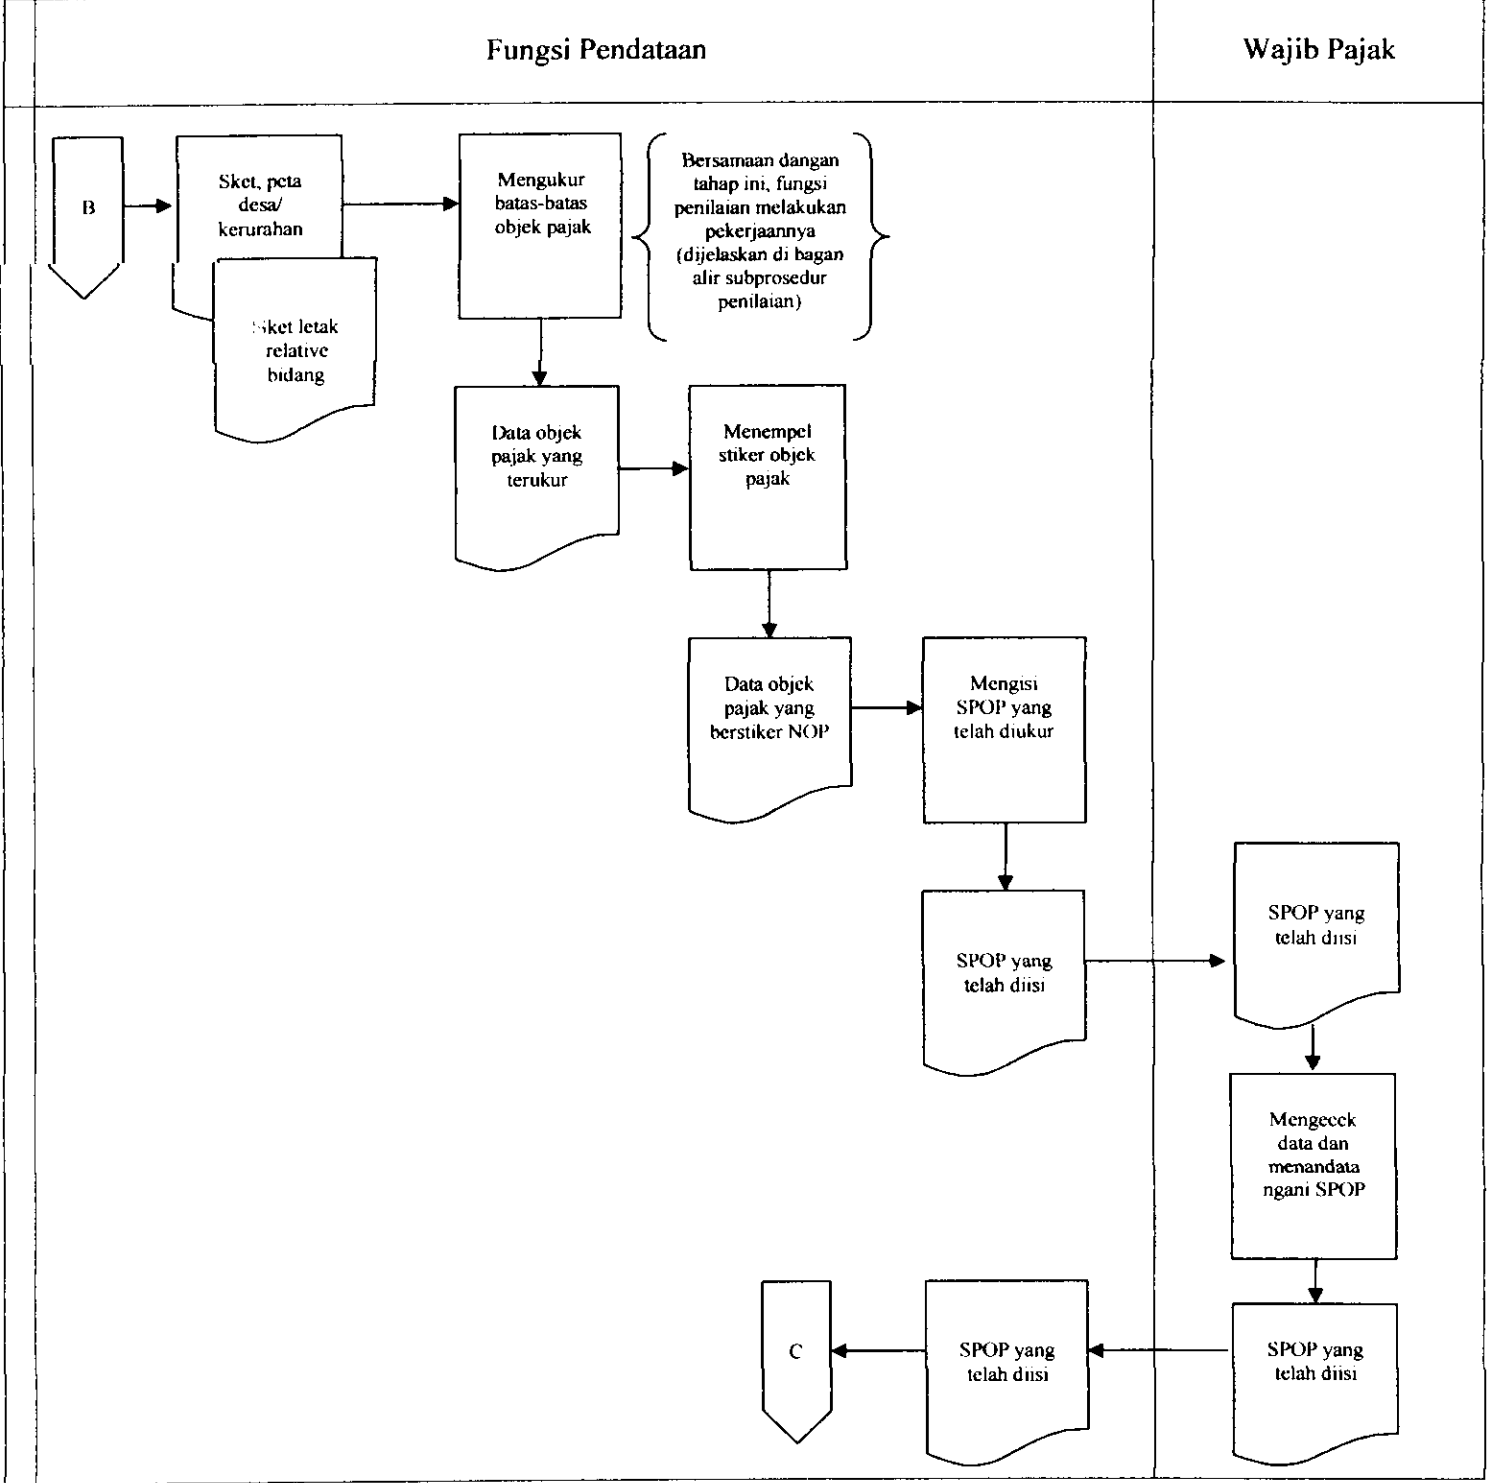 Fungsi Pendataan
Wajib Pajak
B
Sket, peta
desa/
kerurahan
Sket letak
relative
bidang
Mengukur
batas-batas
objek pajak
Bersamaan dangan
tahap ini, fungsi
penilaian melakukan
pekerjaannya
(dijelaskan di bagan
alir subprosedur
penilaian)
Data objek
pajak yang
terukur
Menempel
stiker objek
pajak
Data objek
pajak yang
berstiker NOP
Mengisi
SPOP yang
telah diukur
SPOP yang
telah diisi
SPOP yang
telah diisi
Mengecek
data dan
menandata
ngani SPOP
SPOP yang
telah diisi
SPOP yang
telah diisi
C